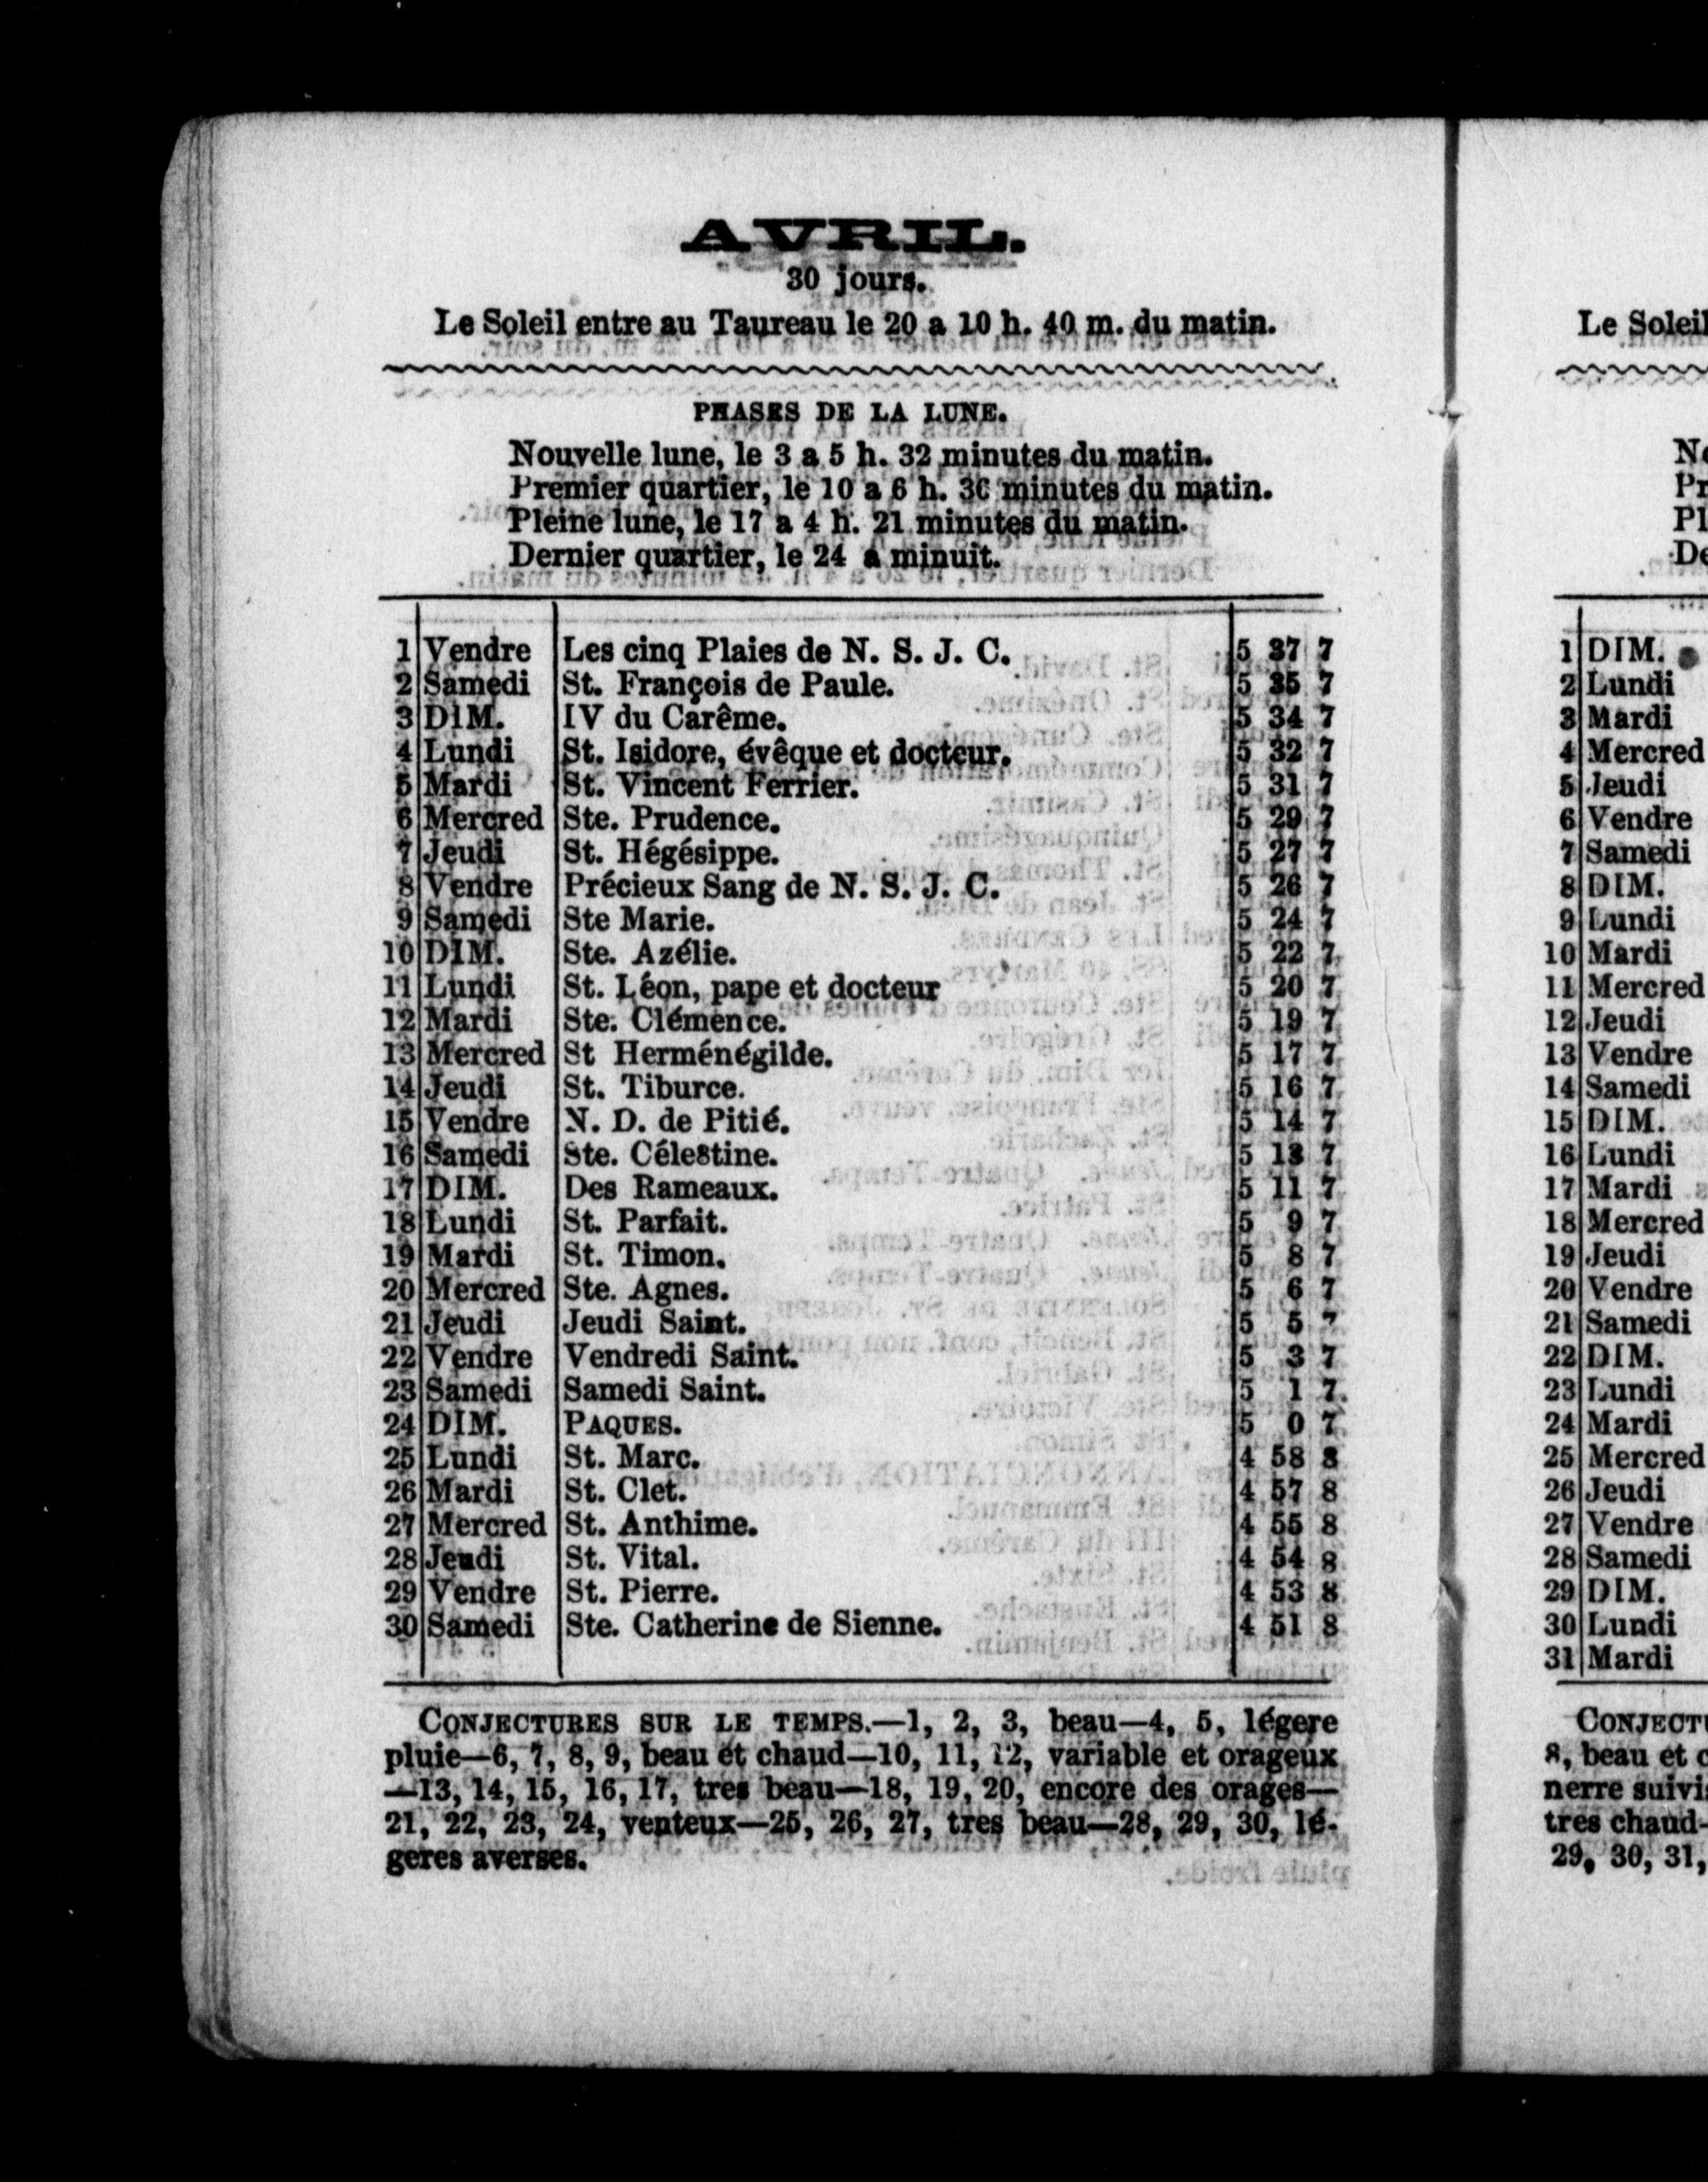 AVRIL.
30 jours.
Le Soleil entre au Taureau le 20 a 10 h. 40 m. du matin.
PHASES DE LA LUNE.
Nouvelle lune, le 3 a 5 h. 32 minutes du matin.
Premier quartier, le 10 a 6 h. 36 minutes du matin.
Pleine lune, le 17 a 4 h. 21 minutes du matin.
Dernier quartier, le 24 a minuit.
1 Vendre Les cinq Plaies de N. S. J. C. 5 37 7
2 Samedi St. François de Paule. 5 35 7
3 DIM. IV du Carême. 5 34 7
4 Lundi St. Isidore, évêque et docteur. 5 32 7
5 Mardi St. Vincent Ferrier. 5 31 7
6 Mercred Ste. Prudence. 5 29 7
7 Jeudi St. Hégésippe. 5 27 7
8 Vendre Précieux Sang de N. S. J. C. 5 26 7
9 Samedi Ste Marie. 5 24 7
10 DIM. Ste. Azélie. 5 22 7
11 Lundi St. Léon, pape et docteur 5 20 7
12 Mardi Ste. Clémence. 5 19 7
13 Mercred St Herménégilde. 5 17 7
14 Jeudi St. Tiburce. 5 16 7
15 Vendre N. D. de Pitié. 5 14 7
16 Samedi Ste. Célestine. 5 13 7
17 DIM. Des Rameaux. 5 11 7
18 Lundi St. Parfait. 5 9 7
19 Mardi St. Timon. 5 8 7
20 Mercred Ste. Agnes. 5 6 7
21 Jeudi Jeudi Saint. 5 5 7
22 Vendre Vendredi Saint. 5 3 7
23 Samedi Samedi Saint. 5 1 7
24 DIM. PAQUES. 5 0 7
25 Lundi St. Marc. 4 58 8
26 Mardi St. Clet. 4 57 8
27 Mercred St. Anthime. 4 55 8
28 Jeudi St. Vital. 4 54 8
29 Vendre St. Pierre. 4 53 8
30 Samedi Ste. Catherine de Sienne. 4 51 8
CONJECTURES SUR LE TEMPS.—1, 2, 3, beau—4, 5, légere
pluie—6, 7, 8, 9, beau et chaud—10, 11, 12, variable et orageux
—13, 14, 15, 16, 17, tres beau—18, 19, 20, encore des orages—
21, 22, 23, 24, venteux—25, 26, 27, tres beau—28, 29, 30, lé-
geres averses.
Le Soleil
Pl
1 DIM.
2 Lundi
3 Mardi
4 Mercred
5 Jeudi
6 Vendre
7 Samedi
8 DIM.
9 Lundi
10 Mardi
11 Mercred
12 Jeudi
13 Vendre
14 Samedi
15 DIM.
16 Lundi
17 Mardi
18 Mercred
19 Jeudi
20 Vendre
21 Samedi
22 DIM.
23 Lundi
24 Mardi
25 Mercred
26 Jeudi
27 Vendre
28 Samedi
29 DIM.
30 Lundi
31 Mardi
CONJECT
8, beau et
nerre suivi
tres chaud-
29, 30, 31,